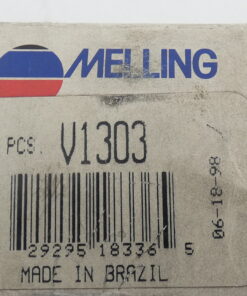 MELLING
PCS. V1303
06-18-98
29295 18336 5
MADE IN BRAZIL